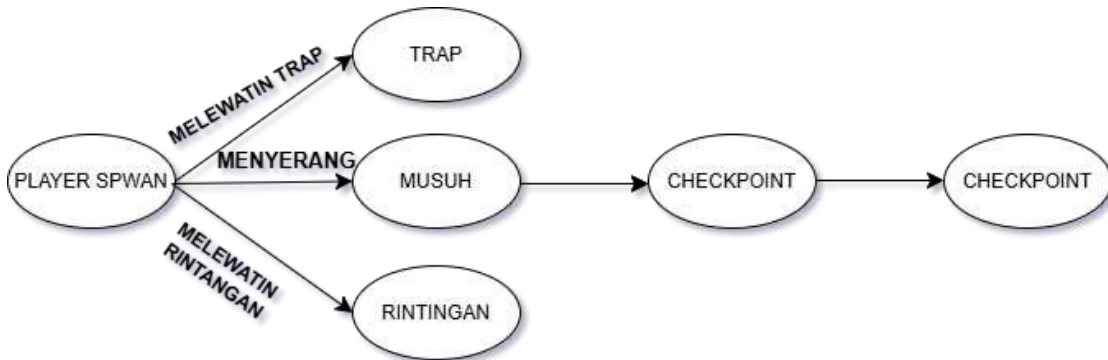 TRAP
MELEWATIN TRAP
PLAYER SPWAN
MENYERANG
MUSUH
CHECKPOINT
CHECKPOINT
MELEWATIN
RINTANGAN
RINTINGAN